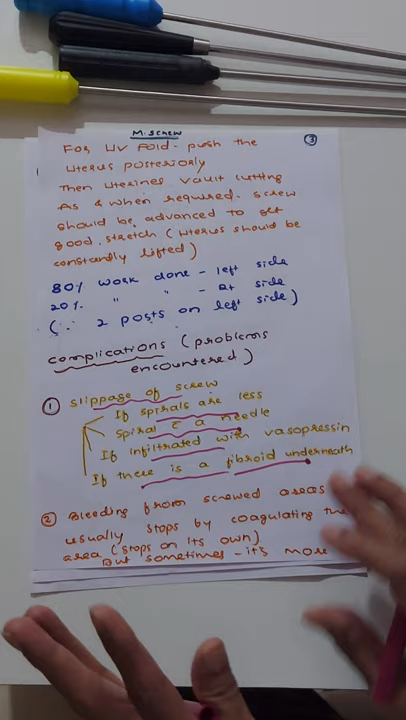 M. Screw
③
For UV Fold - push the
Uterus posteriorly
Then Uterines vault cutting
As & when required. Screw
should be advanced to get
good stretch (Uterus should be
constantly lifted)
80% work done - left side
20% " " - Rt side
(∵ 2 posts on left side)
complications (problems
encountered)
① Slippage of screw
If spirals are less
Spiral c̄ a needle
If infiltrated with vasopressin
If there is a fibroid underneath
② Bleeding from screwed areas
usually stops by coagulating the
area (stops on its own)
But sometimes - it's more